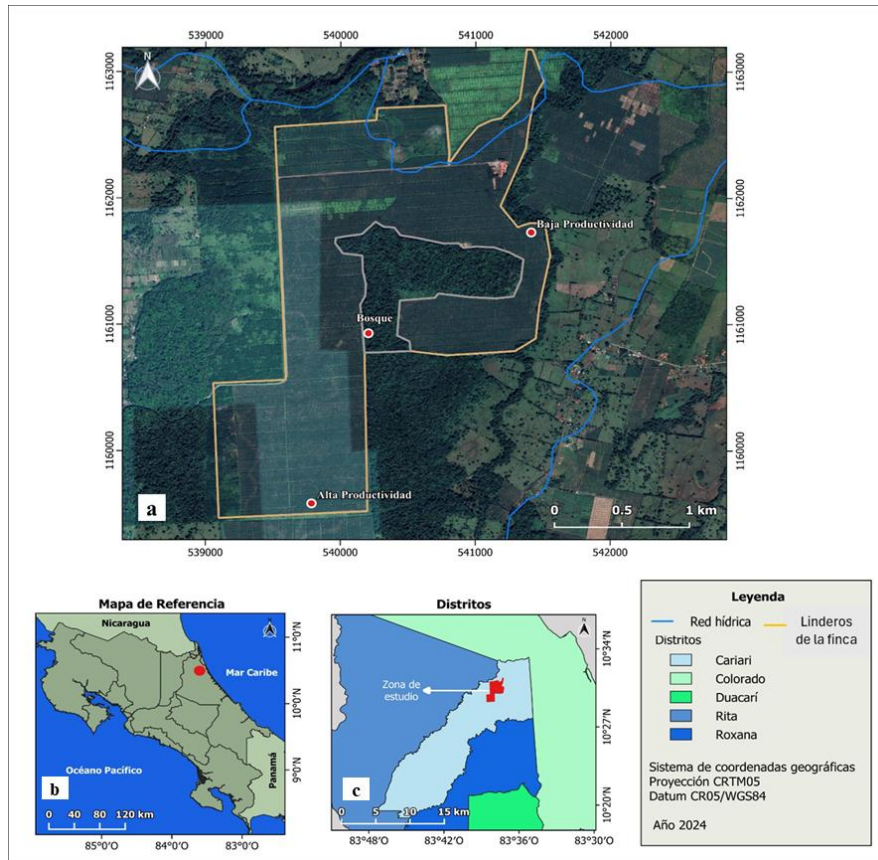 539000 540000 541000 542000
1163000
1162000
1161000
1160000
N
Baja Productividad
Bosque
Alta Productividad
a
0 0.5 1 km
1163000
1162000
1161000
1160000
539000 540000 541000 542000
Mapa de Referencia
Nicaragua
Mar Caribe
Océano Pacífico
Panamá
b
0 40 80 120 km
11°0'N
10°0'N
9°0'N
85°0'O 84°0'O 83°0'O
Distritos
N
Zona de
estudio
c
0 5 10 15 km
10°34'N
10°27'N
10°20'N
83°48'O 83°42'O 83°36'O 83°30'O
Leyenda
Red hídrica
Linderos
de la finca
Distritos
Cariari
Colorado
Duacarí
Rita
Roxana
Sistema de coordenadas geográficas
Proyección CRTM05
Datum CR05/WGS84
Año 2024